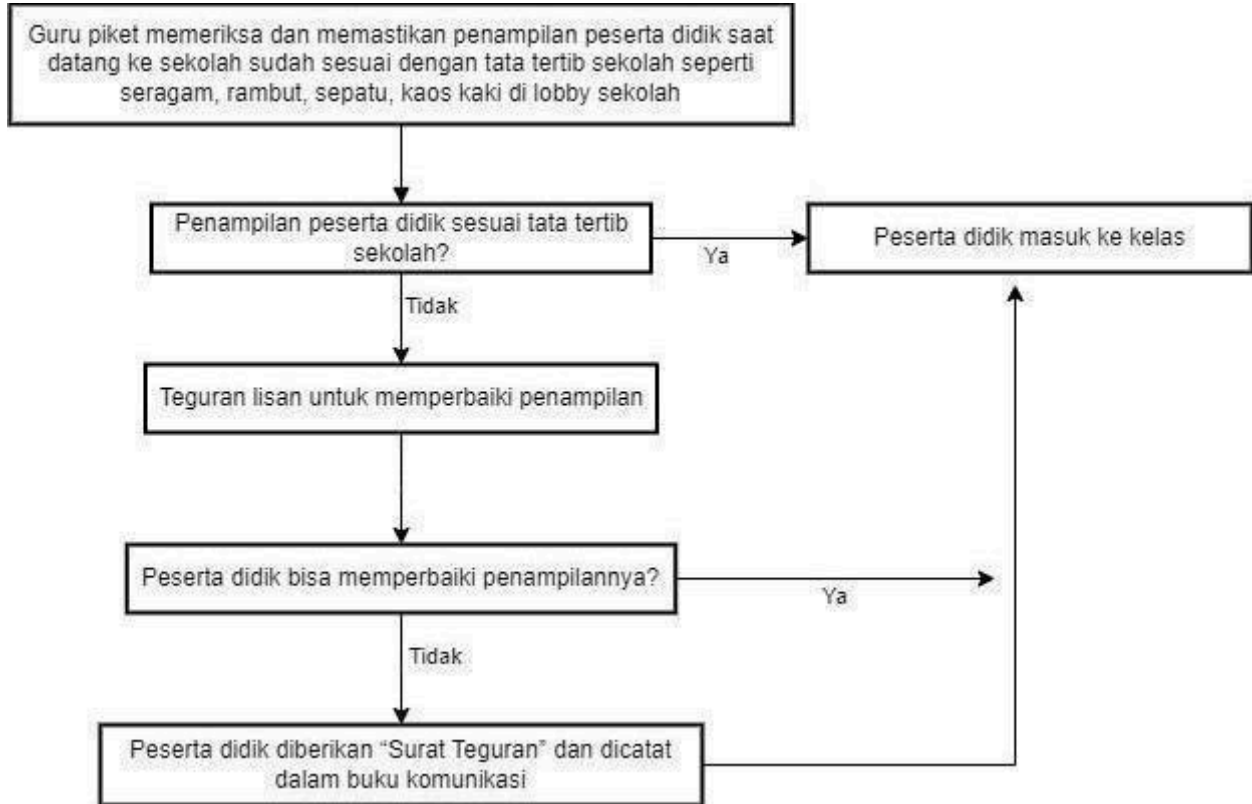 Guru piket memeriksa dan memastikan penampilan peserta didik saat
datang ke sekolah sudah sesuai dengan tata tertib sekolah seperti
seragam, rambut, sepatu, kaos kaki di lobby sekolah
Penampilan peserta didik sesuai tata tertib
sekolah?
Ya
Peserta didik masuk ke kelas
Tidak
Teguran lisan untuk memperbaiki penampilan
Peserta didik bisa memperbaiki penampilannya?
Ya
Tidak
Peserta didik diberikan “Surat Teguran” dan dicatat
dalam buku komunikasi